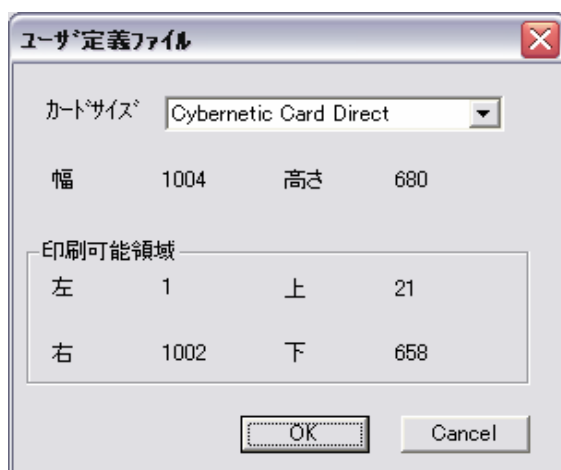 ﾕｰｻﾞ定義ﾌｧｲﾙ
ｶｰﾄﾞｻｲｽﾞ Cybernetic Card Direct
幅 1004 高さ 680
印刷可能領域
左 1 上 21
右 1002 下 658
OK Cancel